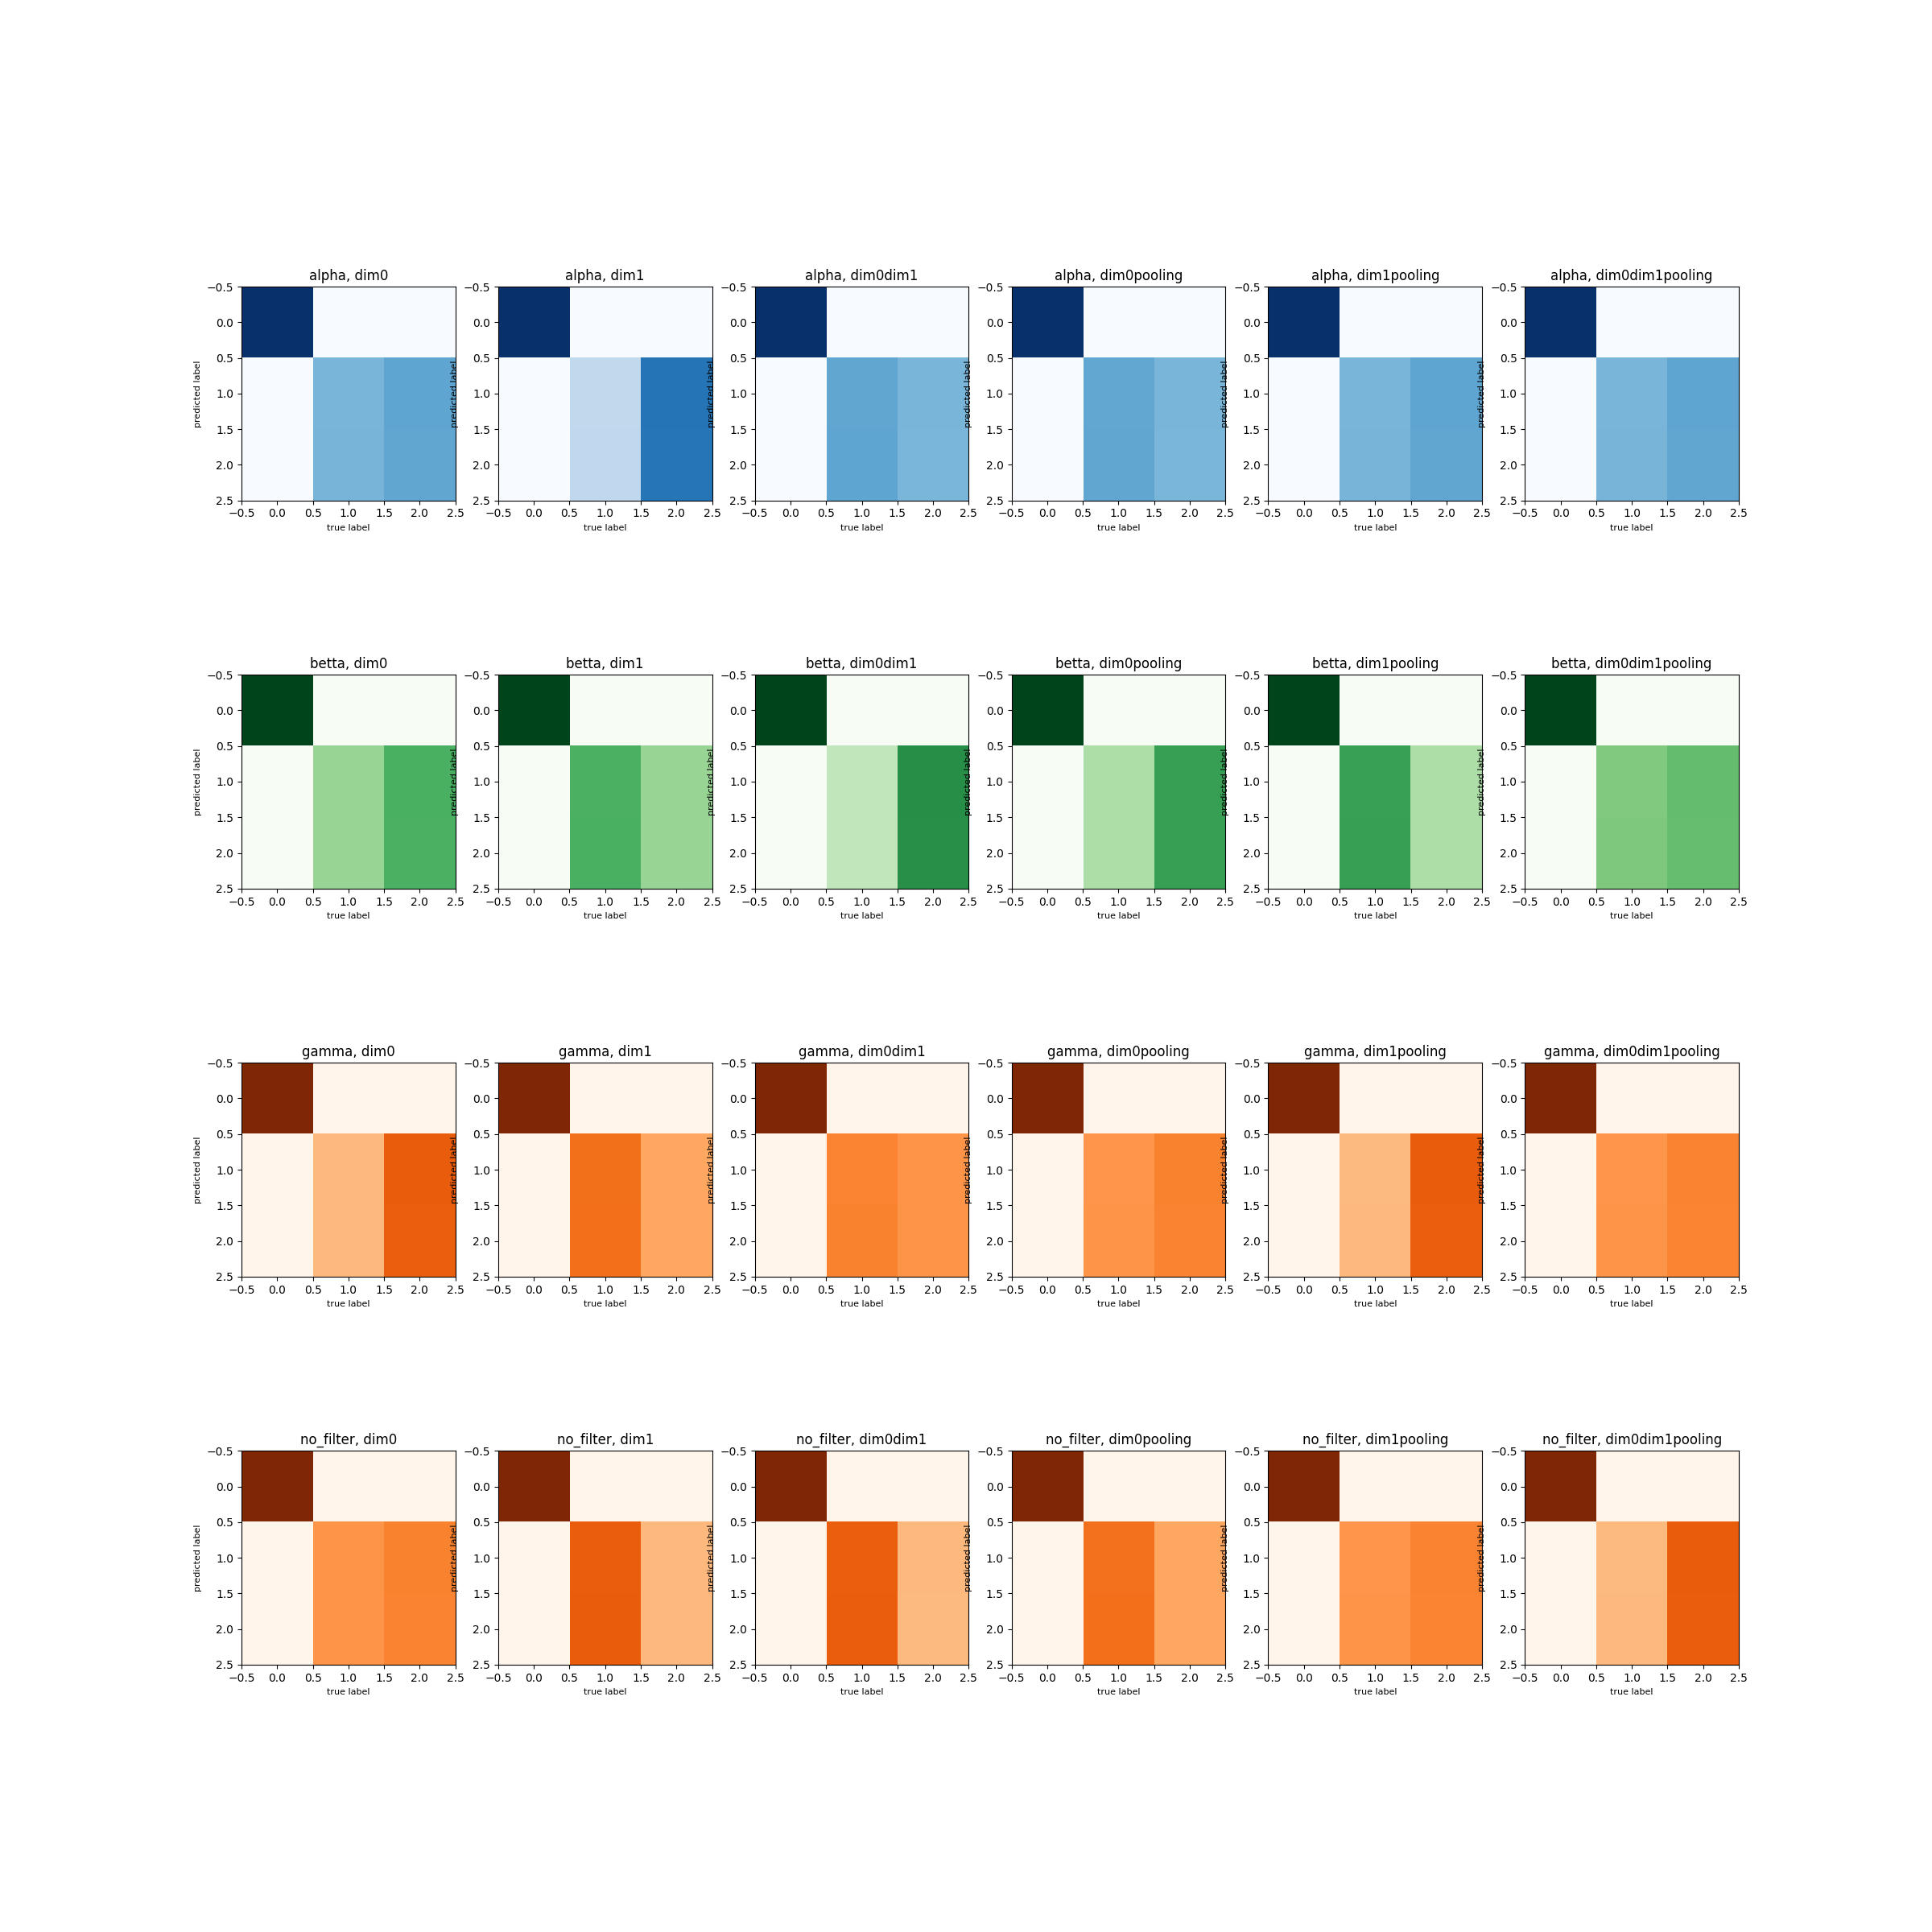 alpha, dim0 alpha, dim1 alpha, dim0dim1 alpha, dim0pooling alpha, dim1pooling alpha, dim0dim1pooling
−0.5 −0.5 −0.5 −0.5 −0.5 −0.5
0.0 0.0 0.0 0.0 0.0 0.0
0.5 0.5 0.5 0.5 0.5 0.5
predicted label predicted label predicted label predicted label predicted label predicted label
1.0 1.0 1.0 1.0 1.0 1.0
1.5 1.5 1.5 1.5 1.5 1.5
2.0 2.0 2.0 2.0 2.0 2.0
2.5 2.5 2.5 2.5 2.5 2.5
−0.5 0.0 0.5 1.0 1.5 2.0 2.5 −0.5 0.0 0.5 1.0 1.5 2.0 2.5 −0.5 0.0 0.5 1.0 1.5 2.0 2.5 −0.5 0.0 0.5 1.0 1.5 2.0 2.5 −0.5 0.0 0.5 1.0 1.5 2.0 2.5 −0.5 0.0 0.5 1.0 1.5 2.0 2.5
true label true label true label true label true label true label
betta, dim0 betta, dim1 betta, dim0dim1 betta, dim0pooling betta, dim1pooling betta, dim0dim1pooling
−0.5 −0.5 −0.5 −0.5 −0.5 −0.5
0.0 0.0 0.0 0.0 0.0 0.0
0.5 0.5 0.5 0.5 0.5 0.5
predicted label predicted label predicted label predicted label predicted label predicted label
1.0 1.0 1.0 1.0 1.0 1.0
1.5 1.5 1.5 1.5 1.5 1.5
2.0 2.0 2.0 2.0 2.0 2.0
2.5 2.5 2.5 2.5 2.5 2.5
−0.5 0.0 0.5 1.0 1.5 2.0 2.5 −0.5 0.0 0.5 1.0 1.5 2.0 2.5 −0.5 0.0 0.5 1.0 1.5 2.0 2.5 −0.5 0.0 0.5 1.0 1.5 2.0 2.5 −0.5 0.0 0.5 1.0 1.5 2.0 2.5 −0.5 0.0 0.5 1.0 1.5 2.0 2.5
true label true label true label true label true label true label
gamma, dim0 gamma, dim1 gamma, dim0dim1 gamma, dim0pooling gamma, dim1pooling gamma, dim0dim1pooling
−0.5 −0.5 −0.5 −0.5 −0.5 −0.5
0.0 0.0 0.0 0.0 0.0 0.0
0.5 0.5 0.5 0.5 0.5 0.5
predicted label predicted label predicted label predicted label predicted label predicted label
1.0 1.0 1.0 1.0 1.0 1.0
1.5 1.5 1.5 1.5 1.5 1.5
2.0 2.0 2.0 2.0 2.0 2.0
2.5 2.5 2.5 2.5 2.5 2.5
−0.5 0.0 0.5 1.0 1.5 2.0 2.5 −0.5 0.0 0.5 1.0 1.5 2.0 2.5 −0.5 0.0 0.5 1.0 1.5 2.0 2.5 −0.5 0.0 0.5 1.0 1.5 2.0 2.5 −0.5 0.0 0.5 1.0 1.5 2.0 2.5 −0.5 0.0 0.5 1.0 1.5 2.0 2.5
true label true label true label true label true label true label
no_filter, dim0 no_filter, dim1 no_filter, dim0dim1 no_filter, dim0pooling no_filter, dim1pooling no_filter, dim0dim1pooling
−0.5 −0.5 −0.5 −0.5 −0.5 −0.5
0.0 0.0 0.0 0.0 0.0 0.0
0.5 0.5 0.5 0.5 0.5 0.5
predicted label predicted label predicted label predicted label predicted label predicted label
1.0 1.0 1.0 1.0 1.0 1.0
1.5 1.5 1.5 1.5 1.5 1.5
2.0 2.0 2.0 2.0 2.0 2.0
2.5 2.5 2.5 2.5 2.5 2.5
−0.5 0.0 0.5 1.0 1.5 2.0 2.5 −0.5 0.0 0.5 1.0 1.5 2.0 2.5 −0.5 0.0 0.5 1.0 1.5 2.0 2.5 −0.5 0.0 0.5 1.0 1.5 2.0 2.5 −0.5 0.0 0.5 1.0 1.5 2.0 2.5 −0.5 0.0 0.5 1.0 1.5 2.0 2.5
true label true label true label true label true label true label